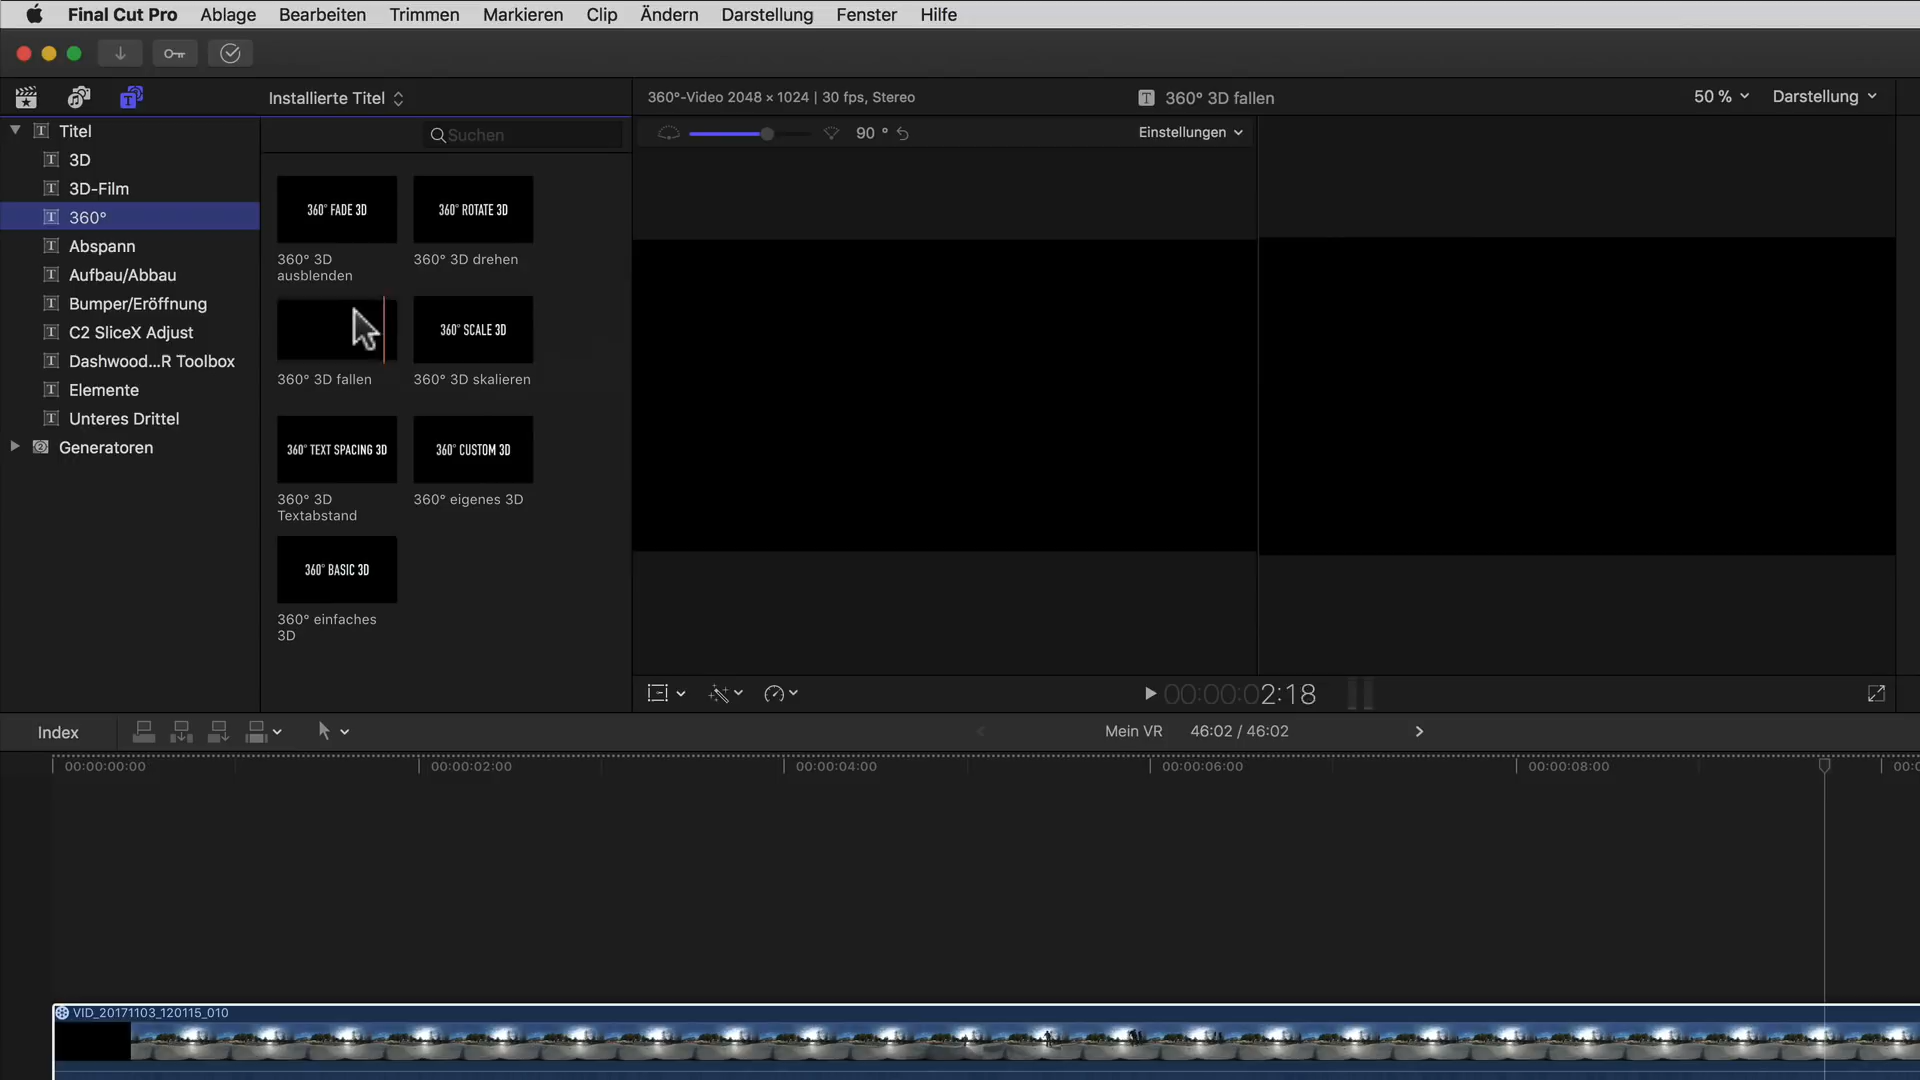 Final Cut Pro Ablage Bearbeiten Trimmen Markieren Clip Ändern Darstellung Fenster Hilfe
Installierte Titel
360°-Video 2048 × 1024 | 30 fps, Stereo
360° 3D fallen
50 %
Darstellung
Titel
Suchen
90 °
Einstellungen
3D
3D-Film
360°
Abspann
Aufbau/Abbau
Bumper/Eröffnung
C2 SliceX Adjust
Dashwood...R Toolbox
Elemente
Unteres Drittel
Generatoren
360° FADE 3D
360° ROTATE 3D
360° 3D
ausblenden
360° 3D drehen
360° SCALE 3D
360° 3D fallen
360° 3D skalieren
360° TEXT SPACING 3D
360° CUSTOM 3D
360° 3D
Textabstand
360° eigenes 3D
360° BASIC 3D
360° einfaches
3D
00:00:02:18
Index
Mein VR
46:02 / 46:02
00:00:00:00
00:00:02:00
00:00:04:00
00:00:06:00
00:00:08:00
00:0
VID_20171103_120115_010